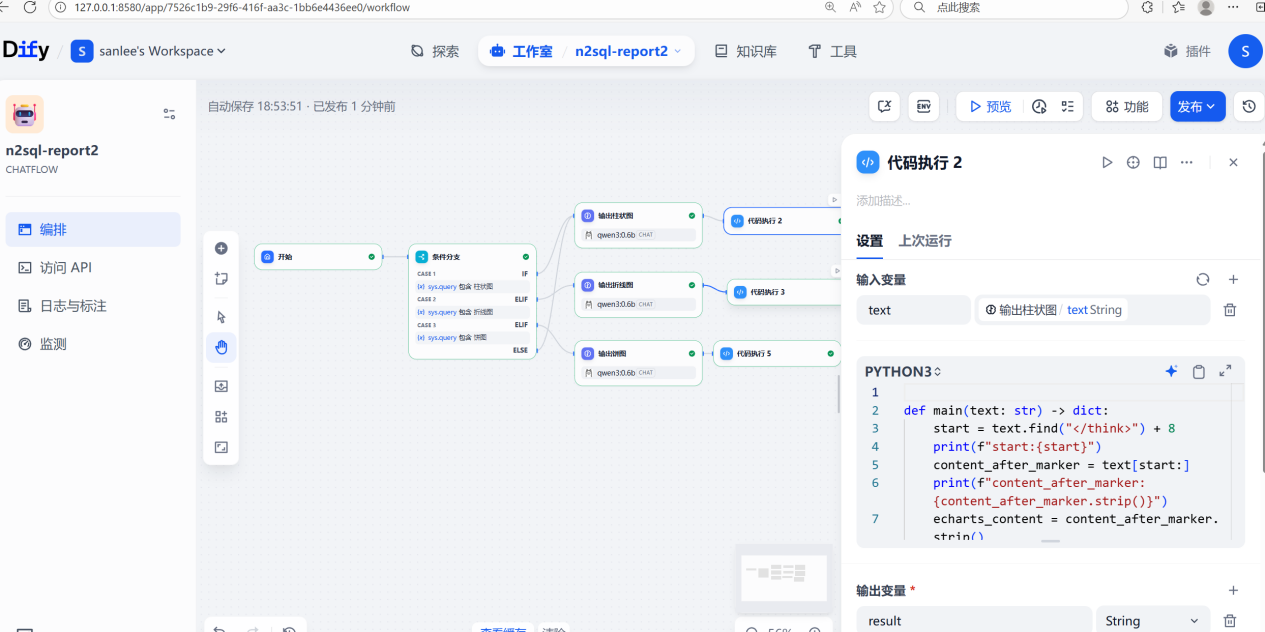 127.0.0.1:8580/app/7526c1b9-29f6-416f-aa3c-1bb6e4436ee0/workflow
点此搜索
Dify
/
S
sanlee's Workspace
探索
工作室
/
n2sql-report2
知识库
工具
插件
S
自动保存 18:53:51 · 已发布 1 分钟前
ENV
预览
功能
发布
n2sql-report2
CHATFLOW
编排
访问 API
日志与标注
监测
开始
条件分支
CASE 1
IF
{x} sys.query 包含 柱状图
CASE 2
ELIF
{x} sys.query 包含 折线图
CASE 3
ELIF
{x} sys.query 包含 饼图
ELSE
输出柱状图
qwen3:0.6b CHAT
输出折线图
qwen3:0.6b CHAT
输出饼图
qwen3:0.6b CHAT
代码执行 2
代码执行 3
代码执行 5
查看缓存
清除
56%
代码执行 2
添加描述...
设置
上次运行
输入变量
text
输出柱状图 / text String
PYTHON3
1
2 def main(text: str) -> dict:
3 start = text.find("</think>") + 8
4 print(f"start:{start}")
5 content_after_marker = text[start:]
6 print(f"content_after_marker:
{content_after_marker.strip()}")
7 echarts_content = content_after_marker.
strip()
输出变量 *
result
String